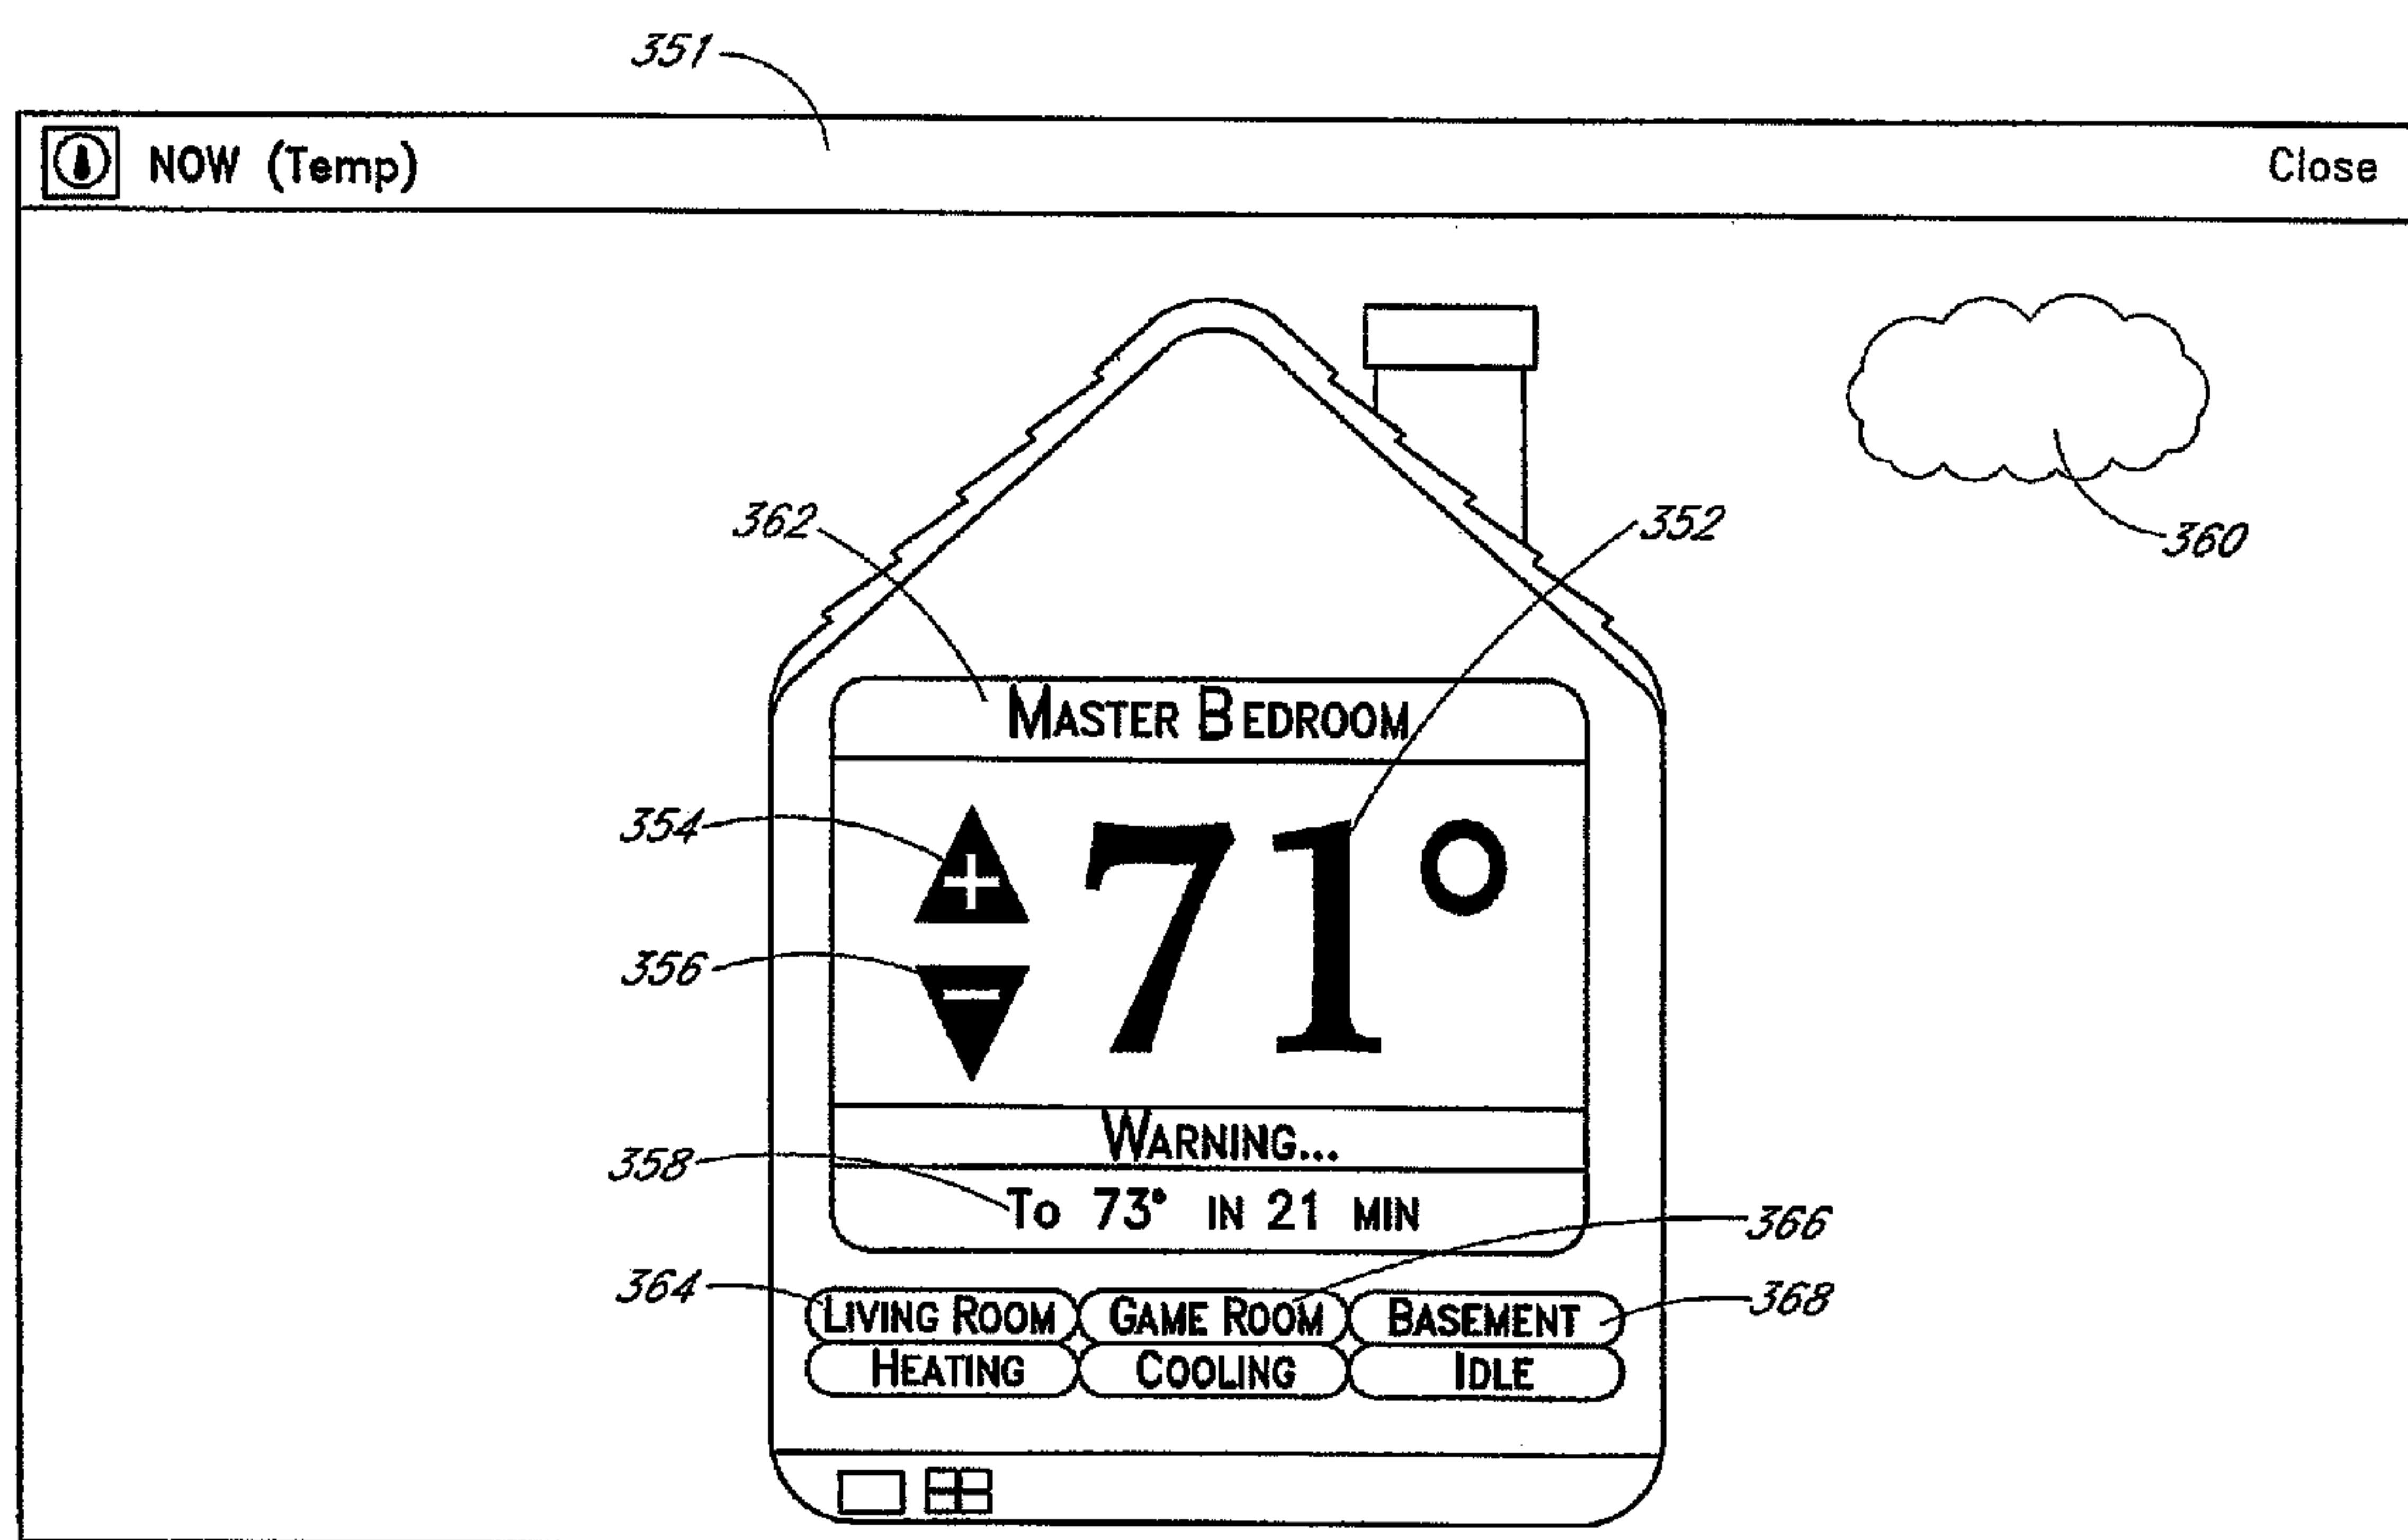 351
NOW (Temp)
Close
362
352
360
MASTER BEDROOM
354
+
71°
356
−
WARNING...
358
To 73° IN 21 MIN
366
364
LIVING ROOM
GAME ROOM
BASEMENT
368
HEATING
COOLING
IDLE